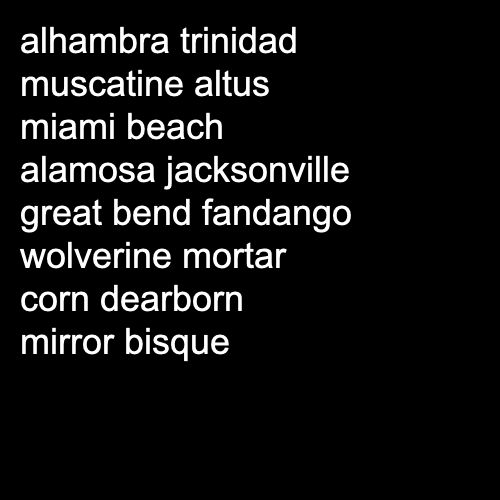 alhambra trinidad
muscatine altus
miami beach
alamosa jacksonville
great bend fandango
wolverine mortar
corn dearborn
mirror bisque